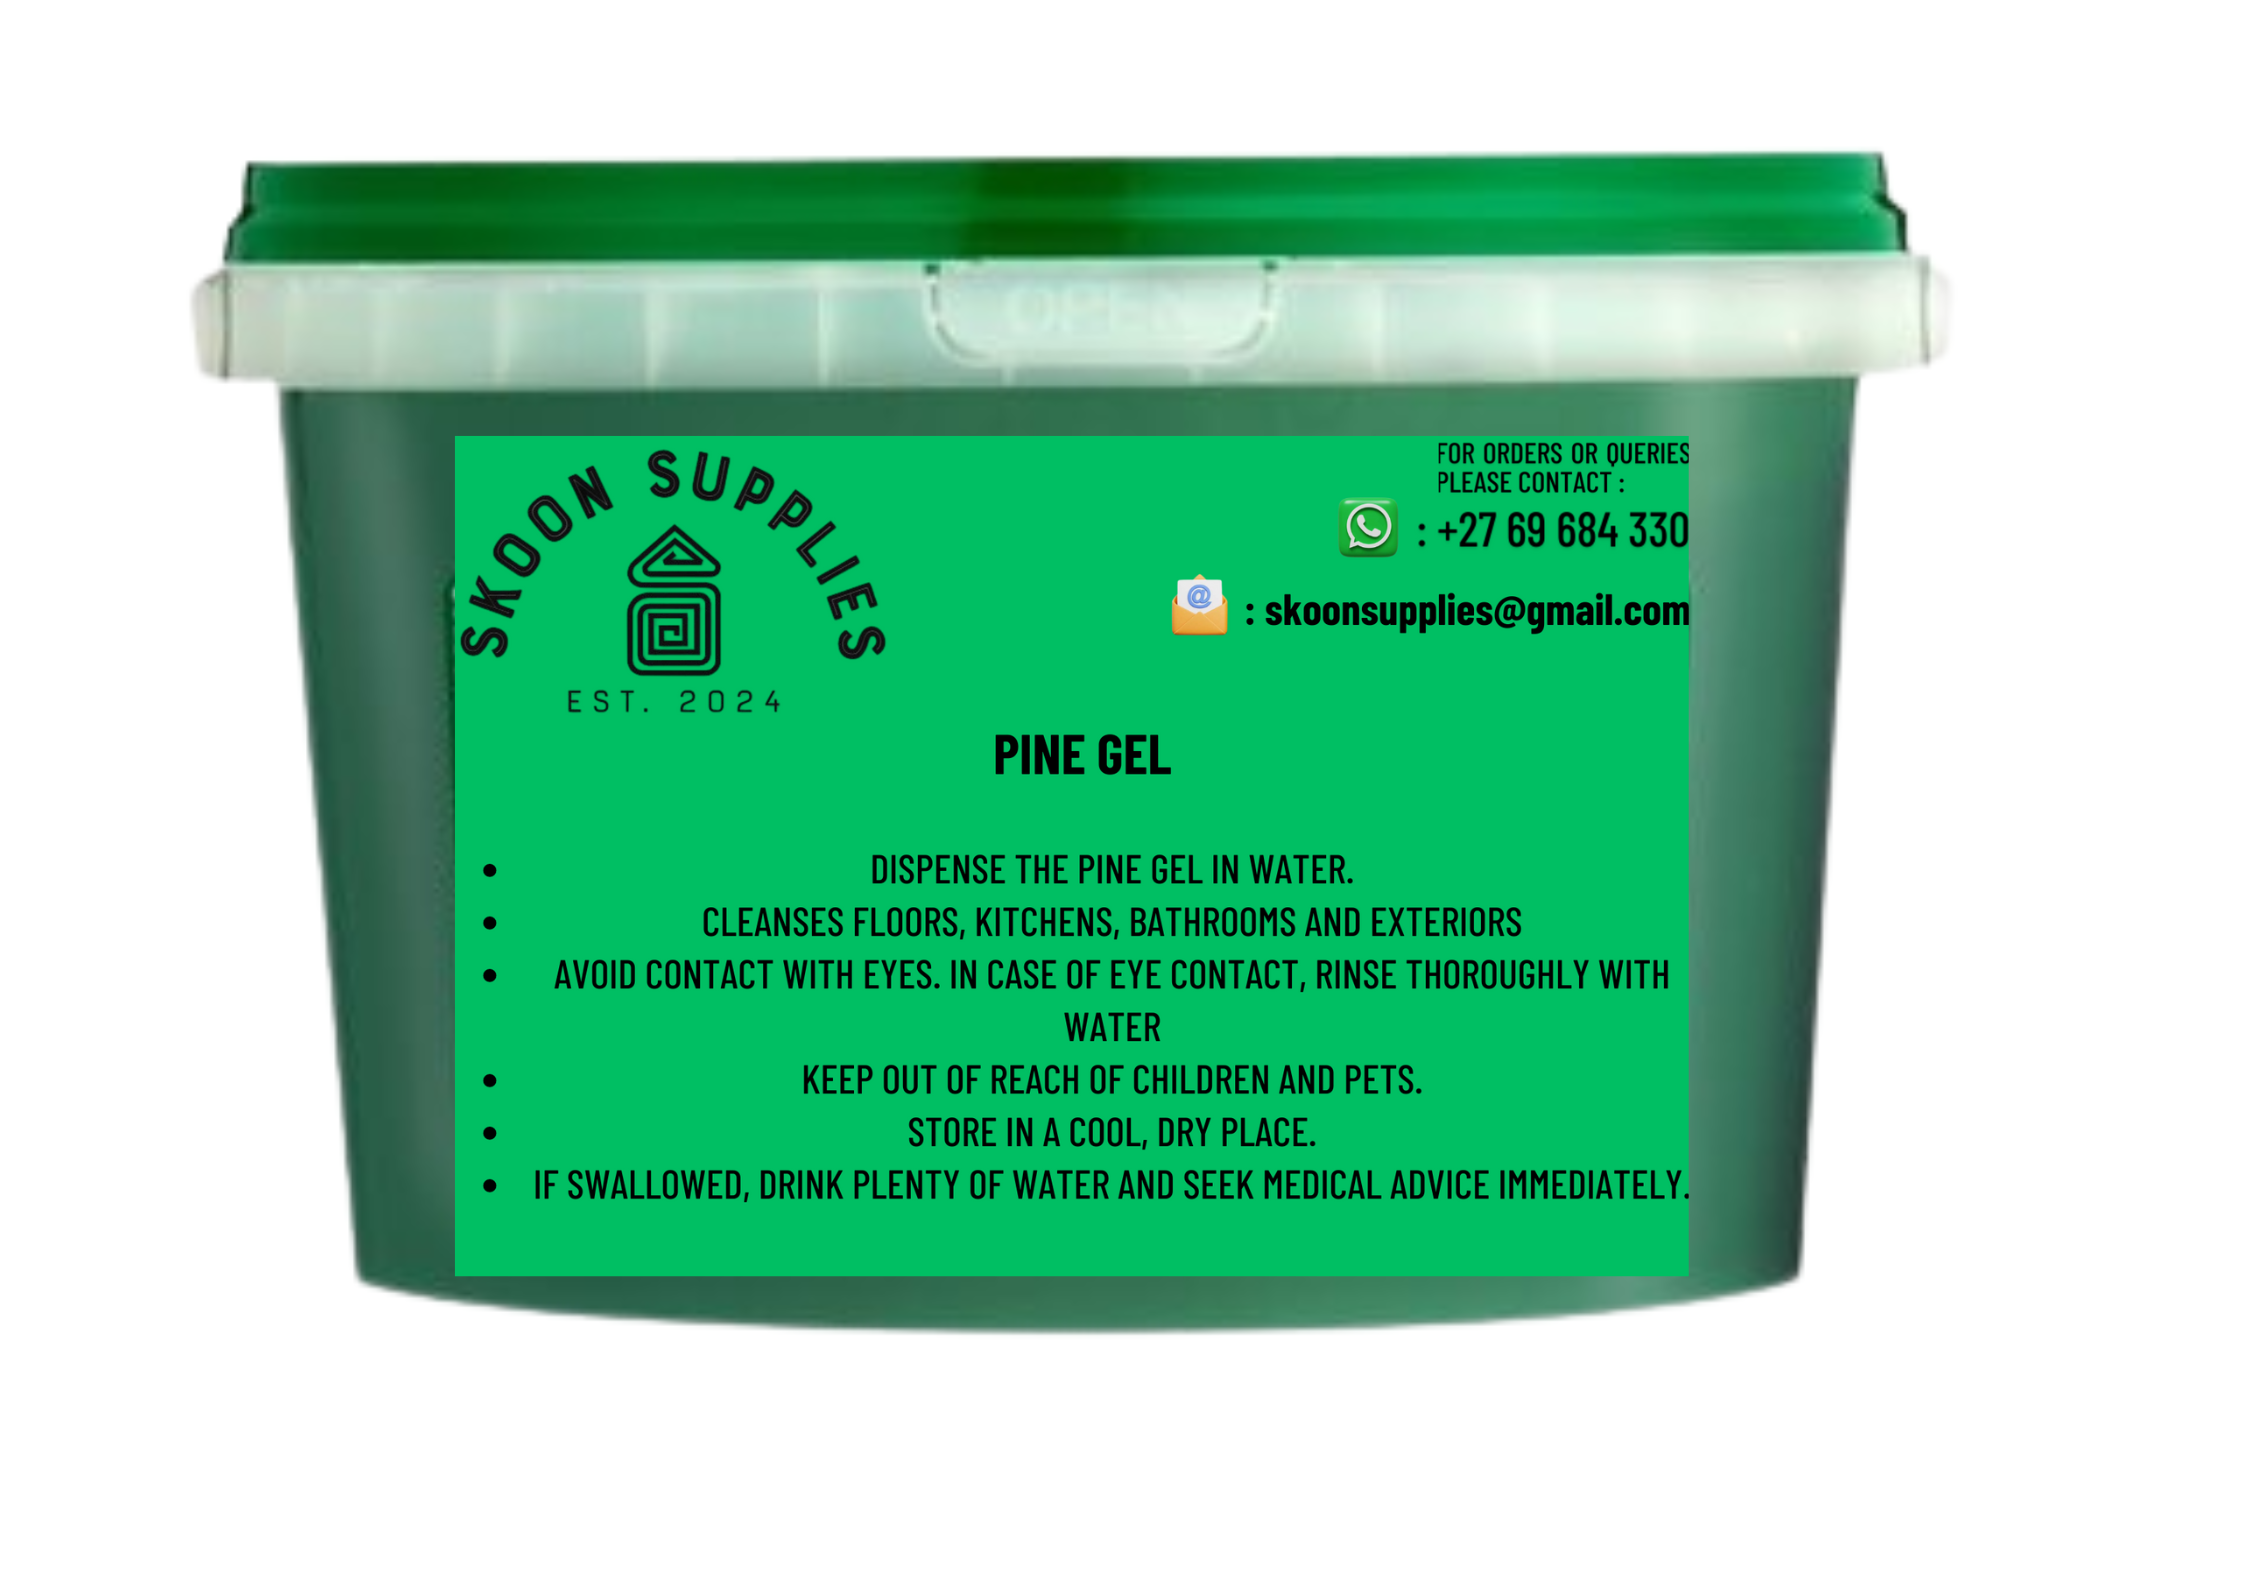 OPEN
SKOON SUPPLIES
EST. 2024
FOR ORDERS OR QUERIES
PLEASE CONTACT :
: +27 69 684 330
: skoonsupplies@gmail.com
PINE GEL
• DISPENSE THE PINE GEL IN WATER.
• CLEANSES FLOORS, KITCHENS, BATHROOMS AND EXTERIORS
• AVOID CONTACT WITH EYES. IN CASE OF EYE CONTACT, RINSE THOROUGHLY WITH
WATER
• KEEP OUT OF REACH OF CHILDREN AND PETS.
• STORE IN A COOL, DRY PLACE.
• IF SWALLOWED, DRINK PLENTY OF WATER AND SEEK MEDICAL ADVICE IMMEDIATELY.